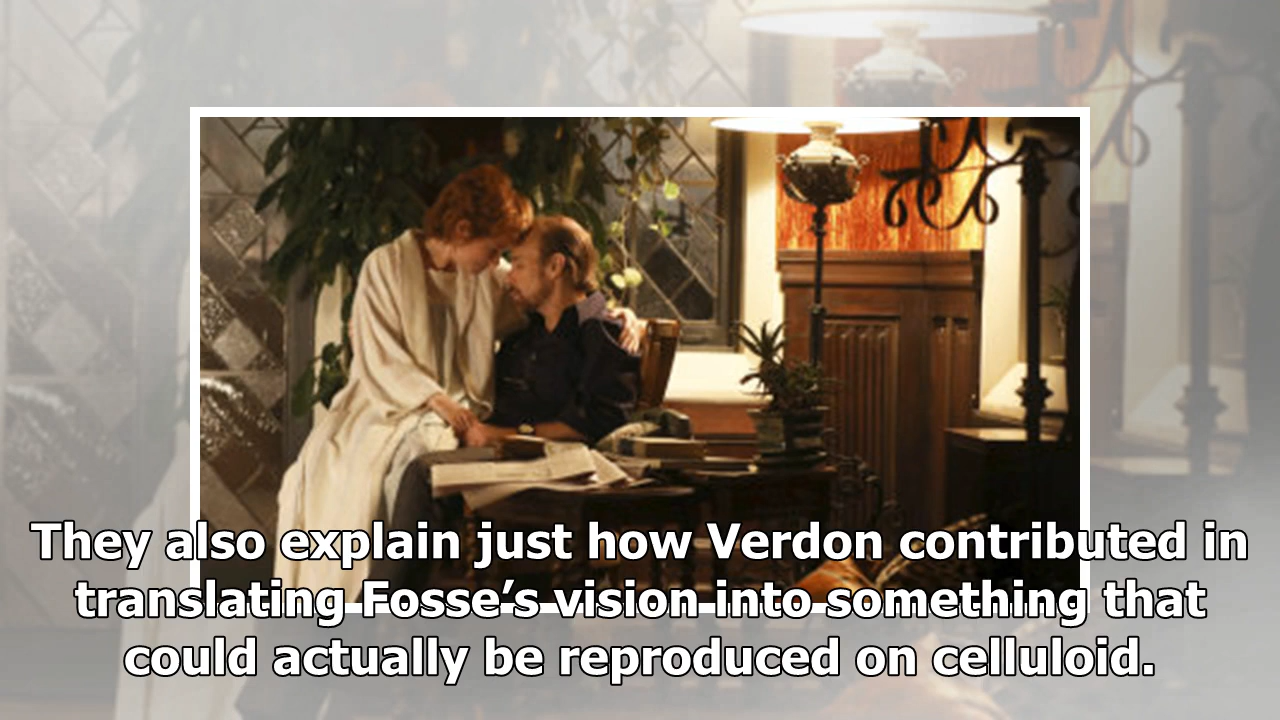 They also explain just how Verdon contributed in
translating Fosse’s vision into something that
could actually be reproduced on celluloid.